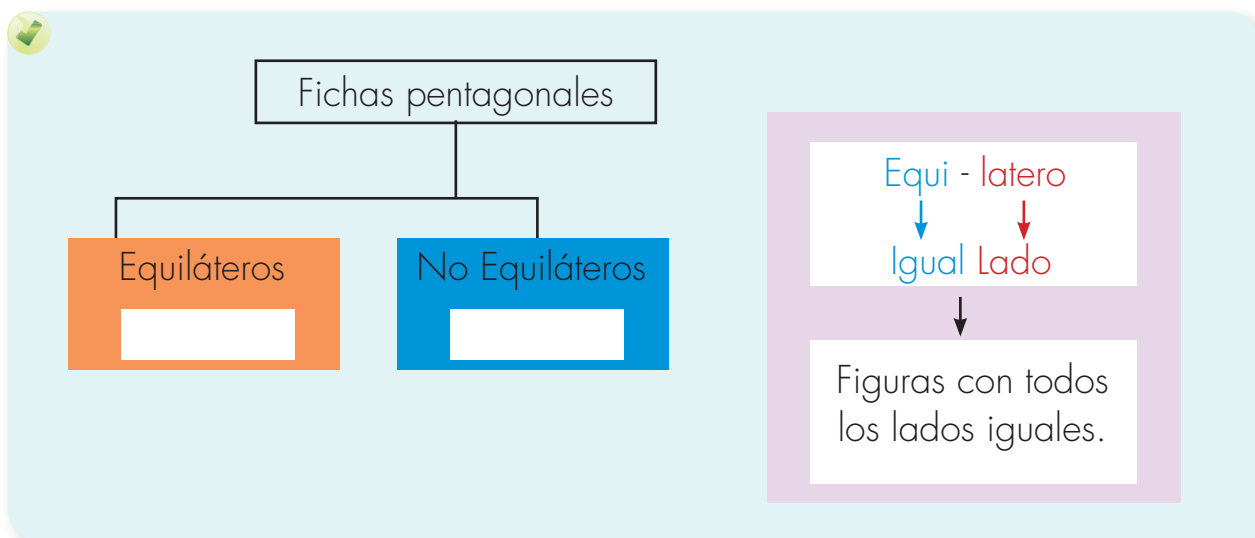 Fichas pentagonales
Equiláteros
No Equiláteros
Equi - latero
Igual Lado
Figuras con todos
los lados iguales.